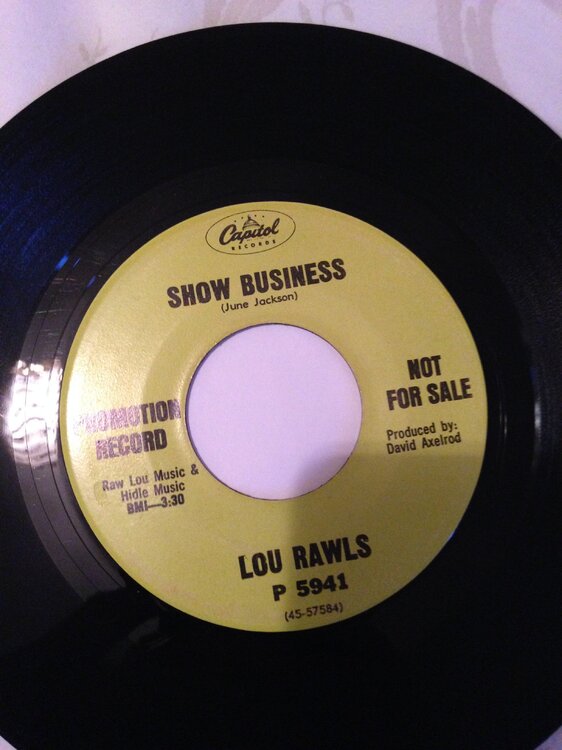 Capitol
RECORDS
SHOW BUSINESS
(June Jackson)
NOT
FOR SALE
PROMOTION
RECORD
Produced by:
David Axelrod
Raw Lou Music &
Hidle Music
BMI—3:30
LOU RAWLS
P 5941
(45-57584)